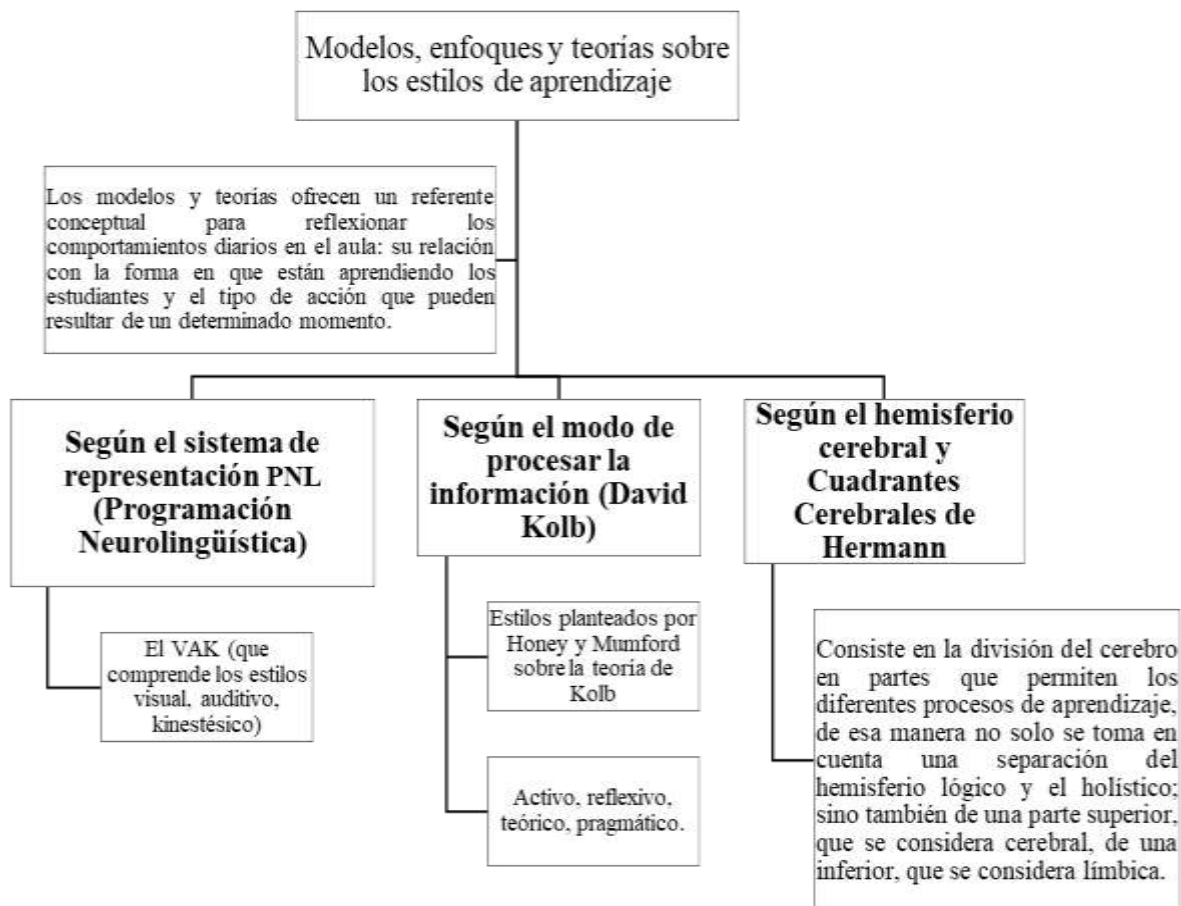 Modelos, enfoques y teorías sobre
los estilos de aprendizaje
Los modelos y teorías ofrecen un referente
conceptual para reflexionar los
comportamientos diarios en el aula: su relación
con la forma en que están aprendiendo los
estudiantes y el tipo de acción que pueden
resultar de un determinado momento.
Según el sistema de
representación PNL
(Programación
Neurolingüística)
El VAK (que
comprende los estilos
visual, auditivo,
kinestésico)
Según el modo de
procesar la
información (David
Kolb)
Estilos planteados por
Honey y Mumford
sobre la teoría de
Kolb
Activo, reflexivo,
teórico, pragmático.
Según el hemisferio
cerebral y
Cuadrantes
Cerebrales de
Hermann
Consiste en la división del cerebro
en partes que permiten los
diferentes procesos de aprendizaje,
de esa manera no solo se toma en
cuenta una separación del
hemisferio lógico y el holístico;
sino también de una parte superior,
que se considera cerebral, de una
inferior, que se considera límbica.